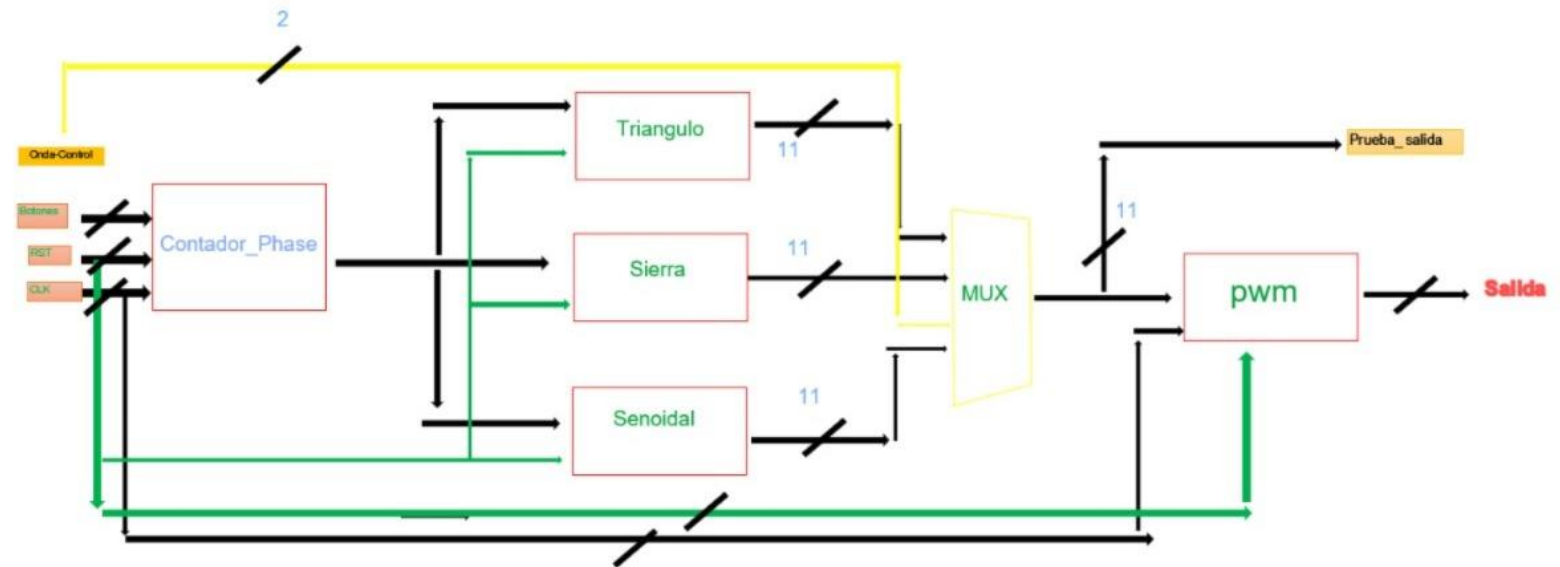 2
Triangulo
11
Prueba_salida
Onda-Control
Botones
RST
CLK
Contador_Phase
Sierra
11
MUX
11
pwm
Salida
Senoidal
11